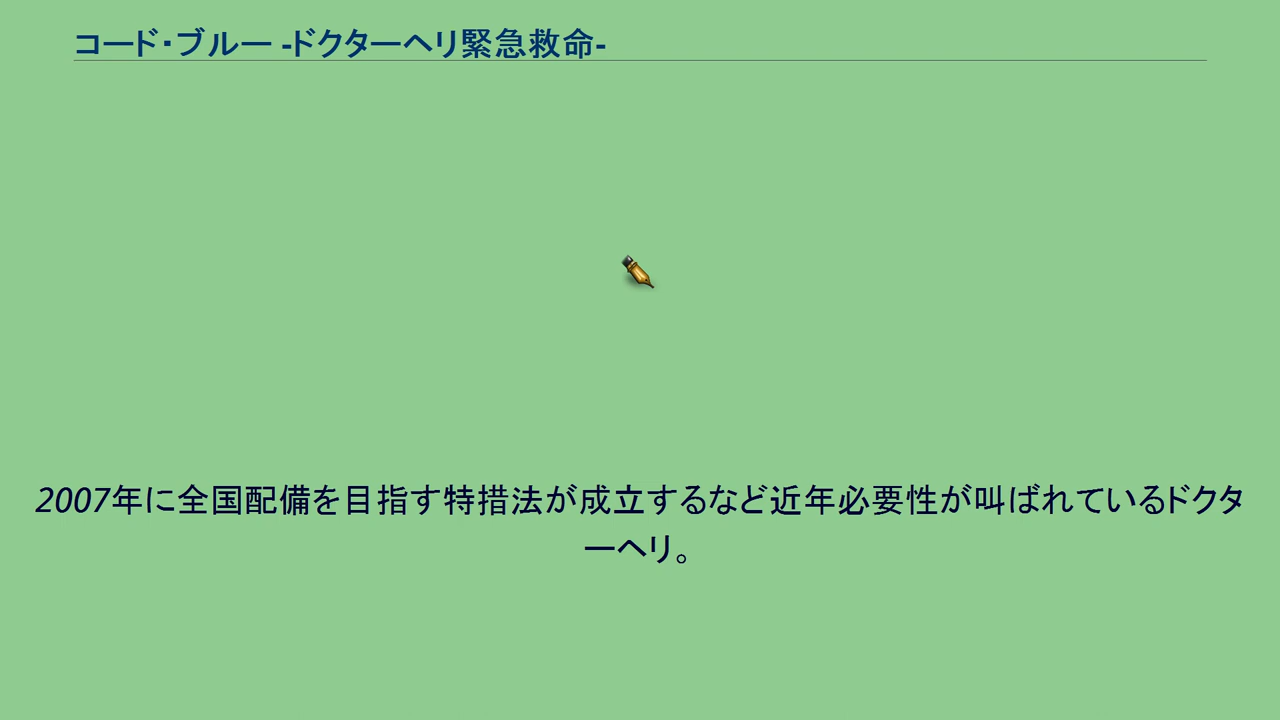 コード・ブルー -ドクターヘリ緊急救命-
2007年に全国配備を目指す特措法が成立するなど近年必要性が叫ばれているドクタ
ーヘリ。